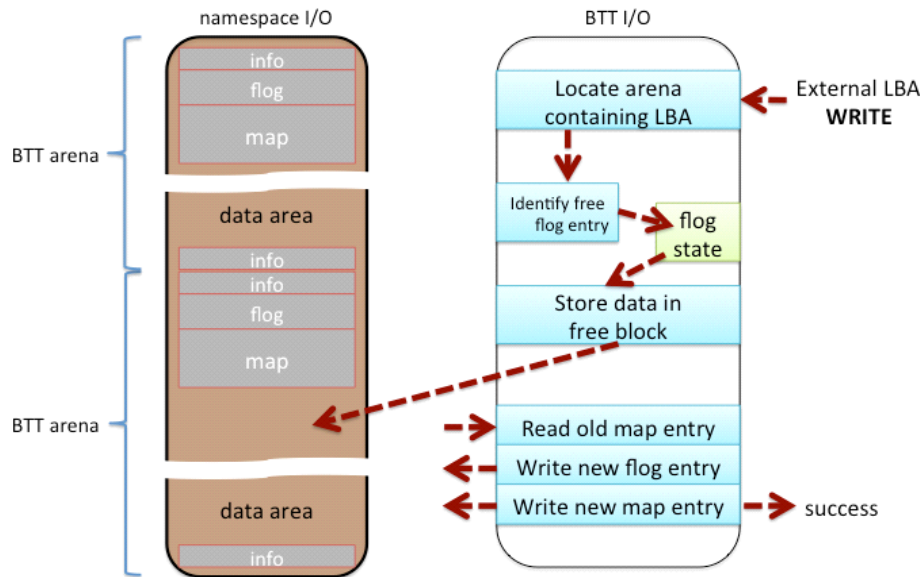 namespace I/O
BTT I/O
info
flog
map
BTT arena
data area
info
info
flog
map
BTT arena
data area
info
Locate arena
containing LBA
External LBA
WRITE
Identify free
flog entry
flog
state
Store data in
free block
Read old map entry
Write new flog entry
Write new map entry
success